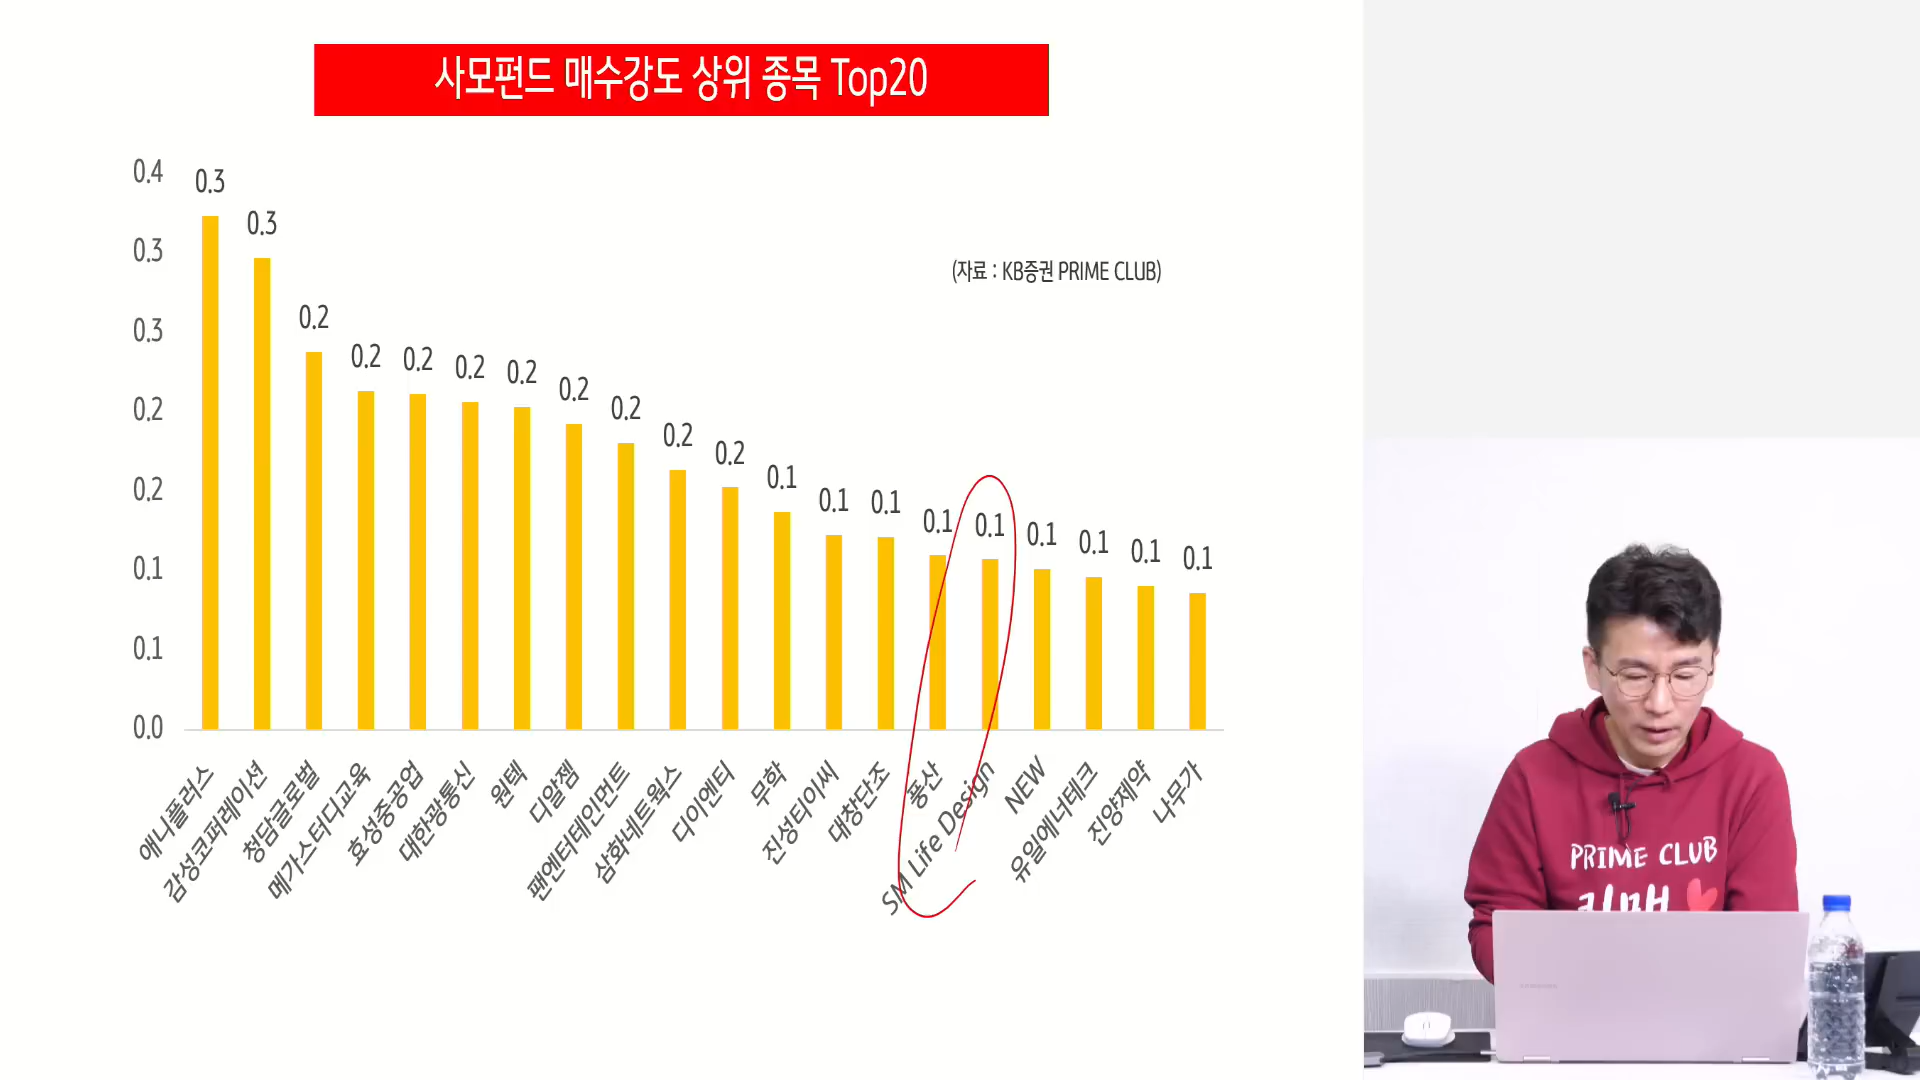 사모펀드 매수강도 상위 종목 Top20
(자료 : KB증권 PRIME CLUB)
0.4
0.3
0.3
0.2
0.2
0.1
0.1
0.0
0.3
0.3
0.2
0.2
0.2
0.2
0.2
0.2
0.2
0.2
0.2
0.1
0.1
0.1
0.1
0.1
0.1
0.1
0.1
0.1
애니플러스
감성코퍼레이션
청담글로벌
메가스터디교육
효성중공업
대한광통신
원텍
디알젬
팬엔터테인먼트
삼화네트웍스
디이엔티
무학
진성티이씨
대창단조
풍산
SM Life Design
NEW
유일에너테크
진양제약
나무가
PRIME CLUB